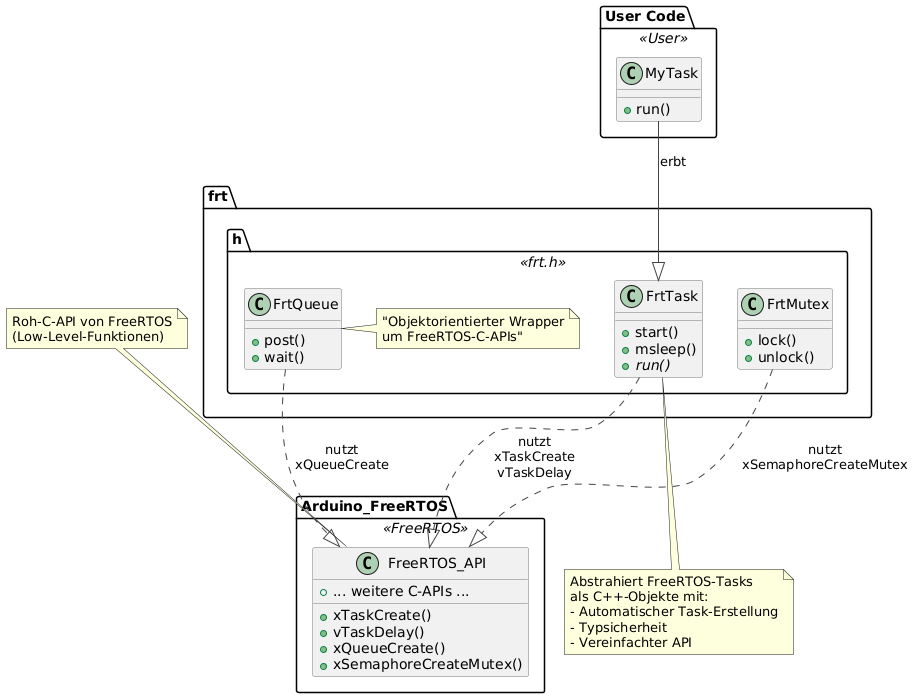 User Code
«User»
C MyTask
run()
erbt
frt
h
«frt.h»
C FrtQueue
post()
wait()
"Objektorientierter Wrapper
um FreeRTOS-C-APIs"
C FrtTask
start()
msleep()
run()
C FrtMutex
lock()
unlock()
Roh-C-API von FreeRTOS
(Low-Level-Funktionen)
nutzt
xQueueCreate
nutzt
xTaskCreate
vTaskDelay
nutzt
xSemaphoreCreateMutex
Arduino_FreeRTOS
«FreeRTOS»
C FreeRTOS_API
... weitere C-APIs ...
xTaskCreate()
vTaskDelay()
xQueueCreate()
xSemaphoreCreateMutex()
Abstrahiert FreeRTOS-Tasks
als C++-Objekte mit:
- Automatischer Task-Erstellung
- Typsicherheit
- Vereinfachter API